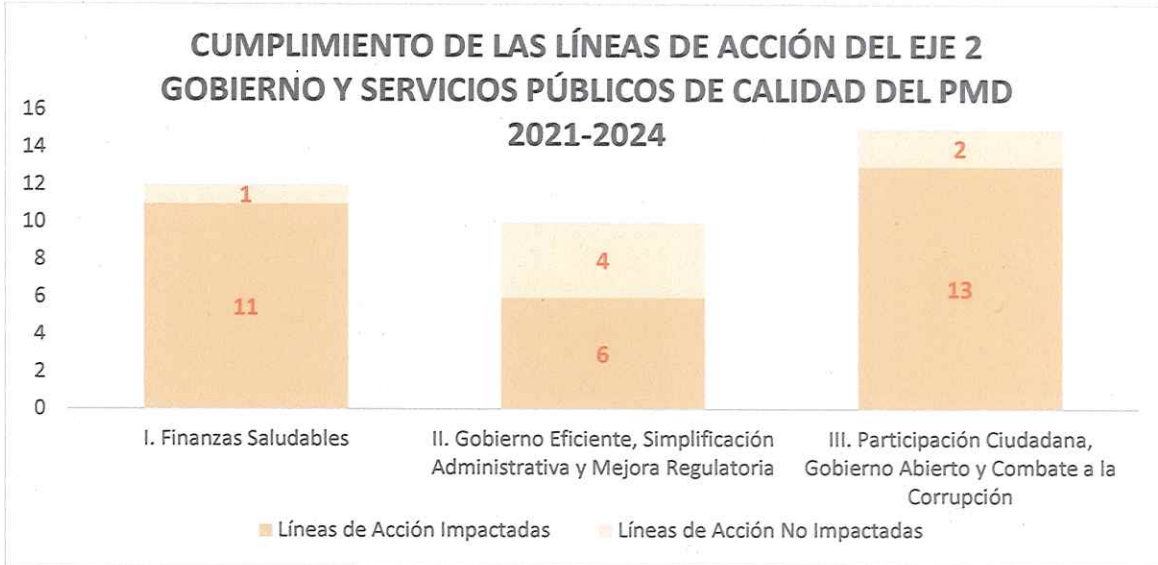 CUMPLIMIENTO DE LAS LÍNEAS DE ACCIÓN DEL EJE 2
GOBIERNO Y SERVICIOS PÚBLICOS DE CALIDAD DEL PMD
2021-2024
16
14
12
10
8
6
4
2
0
1
11
4
6
2
13
I. Finanzas Saludables
II. Gobierno Eficiente, Simplificación
Administrativa y Mejora Regulatoria
III. Participación Ciudadana,
Gobierno Abierto y Combate a la
Corrupción
Líneas de Acción Impactadas
Líneas de Acción No Impactadas